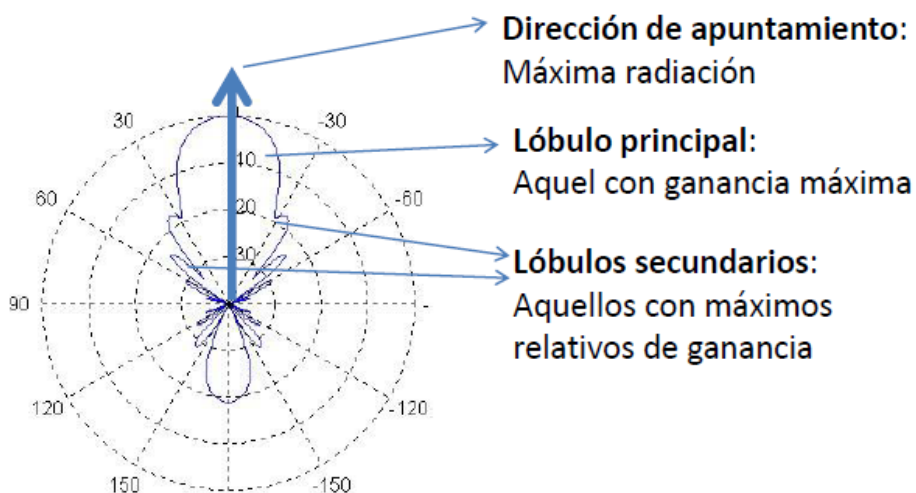 Dirección de apuntamiento:
Máxima radiación
30
-30
Lóbulo principal:
40
Aquel con ganancia máxima
60
-60
20
30
Lóbulos secundarios:
90
-
Aquellos con máximos
relativos de ganancia
120
-120
150
-150